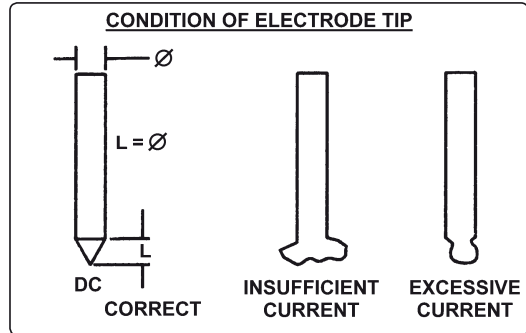 CONDITION OF ELECTRODE TIP
Ø
L = Ø
L
DC
CORRECT
INSUFFICIENT
CURRENT
EXCESSIVE
CURRENT